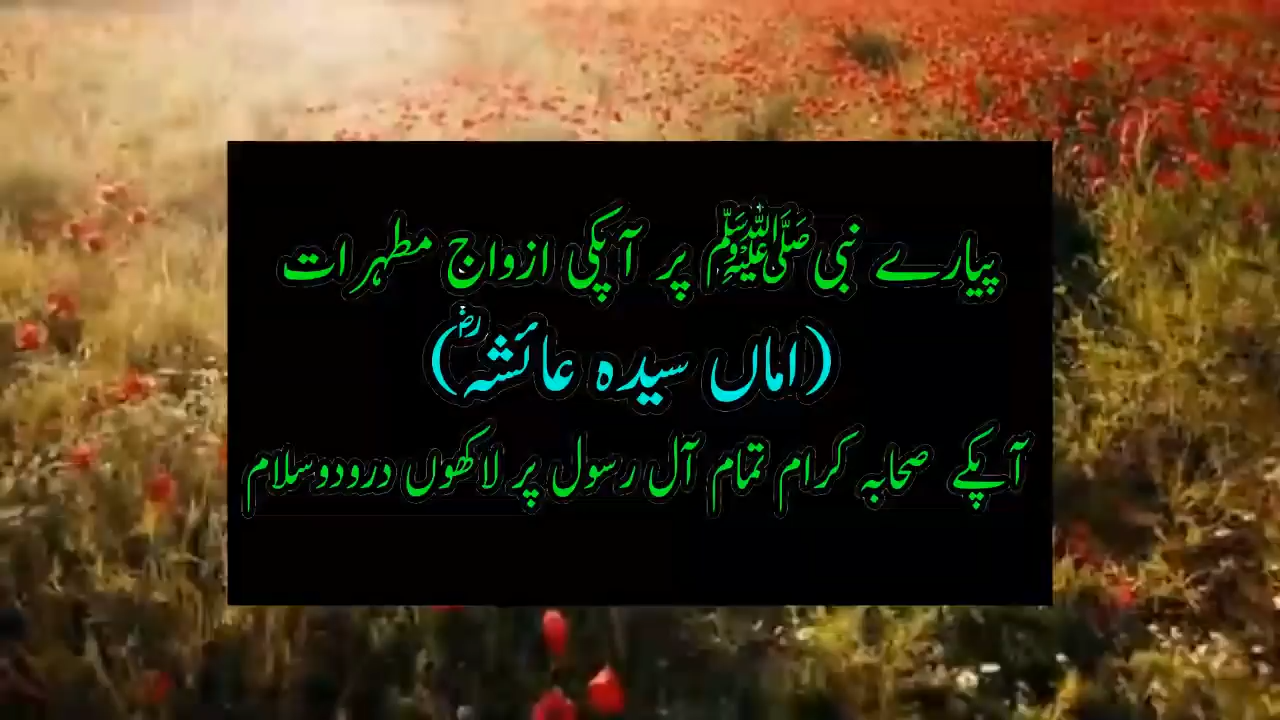 پیارے نبی ﷺ پر آپکی ازواج مطہرات
(اماں سیدہ عائشہؓ)
آپکے صحابہ کرام تمام آل رسول پر لاکھوں درودوسلام